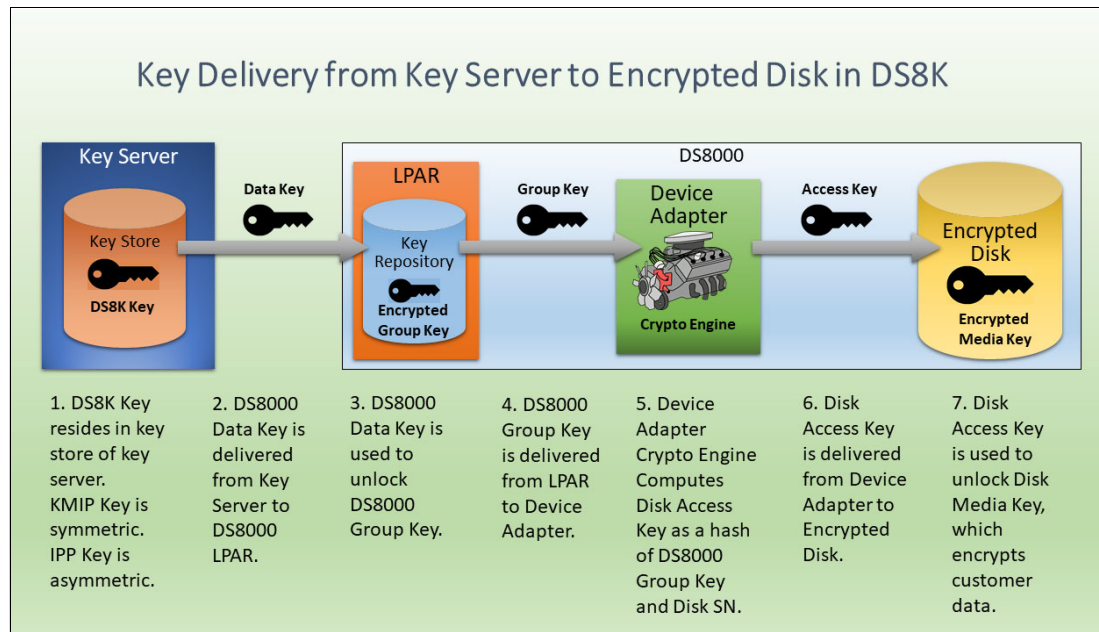 Key Delivery from Key Server to Encrypted Disk in DS8K
Key Server
Key Store
DS8K Key
Data Key
DS8000
LPAR
Key
Repository
Encrypted
Group Key
Group Key
Device
Adapter
Crypto Engine
Access Key
Encrypted
Disk
Encrypted
Media Key
1. DS8K Key
resides in key
store of key
server.
KMIP Key is
symmetric.
IPP Key is
asymmetric.
2. DS8000
Data Key is
delivered
from Key
Server to
DS8000
LPAR.
3. DS8000
Data Key is
used to
unlock
DS8000
Group Key.
4. DS8000
Group Key
is delivered
from LPAR
to Device
Adapter.
5. Device
Adapter
Crypto Engine
Computes
Disk Access
Key as a hash
of DS8000
Group Key
and Disk SN.
6. Disk
Access Key
is delivered
from Device
Adapter to
Encrypted
Disk.
7. Disk
Access Key
is used to
unlock Disk
Media Key,
which
encrypts
customer
data.